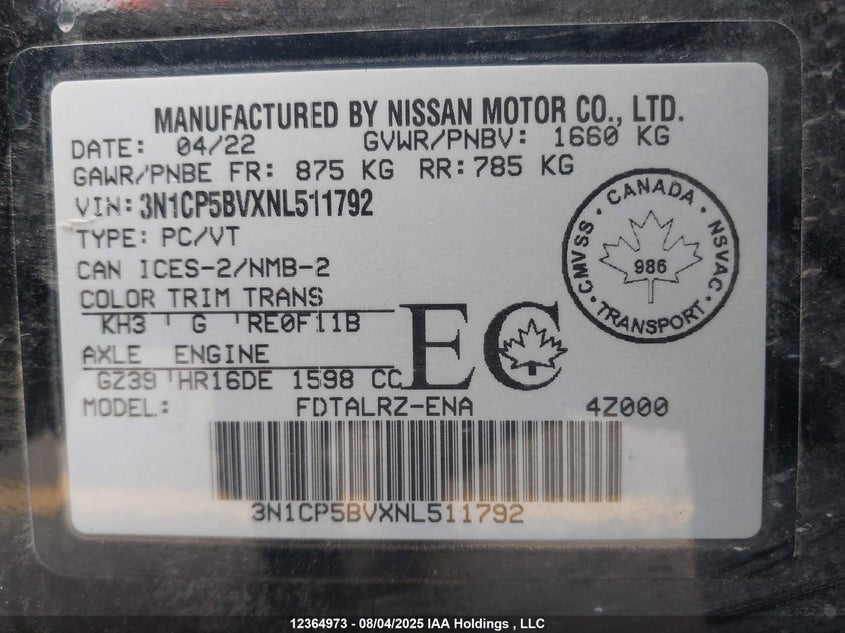 MANUFACTURED BY NISSAN MOTOR CO., LTD.
DATE: 04/22 GVWR/PNBV: 1660 KG
GAWR/PNBE FR: 875 KG RR:785 KG
VIN:3N1CP5BVXNL511792
TYPE: PC/VT
CAN ICES-2/NMB-2
COLOR TRIM TRANS
KH3 G RE0F11B
AXLE ENGINE
GZ39 HR16DE 1598 CC
EC
CANADA · NSVAC · TRANSPORT · CMVSS ·
986
MODEL: FDTALRZ-ENA 4Z000
3N1CP5BVXNL511792
12364973 - 08/04/2025 IAA Holdings , LLC